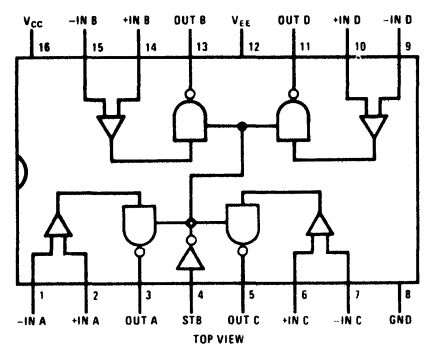 VCC –IN B +IN B OUT B VEE OUT D +IN D –IN D
16 15 14 13 12 11 10 9
1 2 3 4 5 6 7 8
–IN A +IN A OUT A STB OUT C +IN C –IN C GND
TOP VIEW